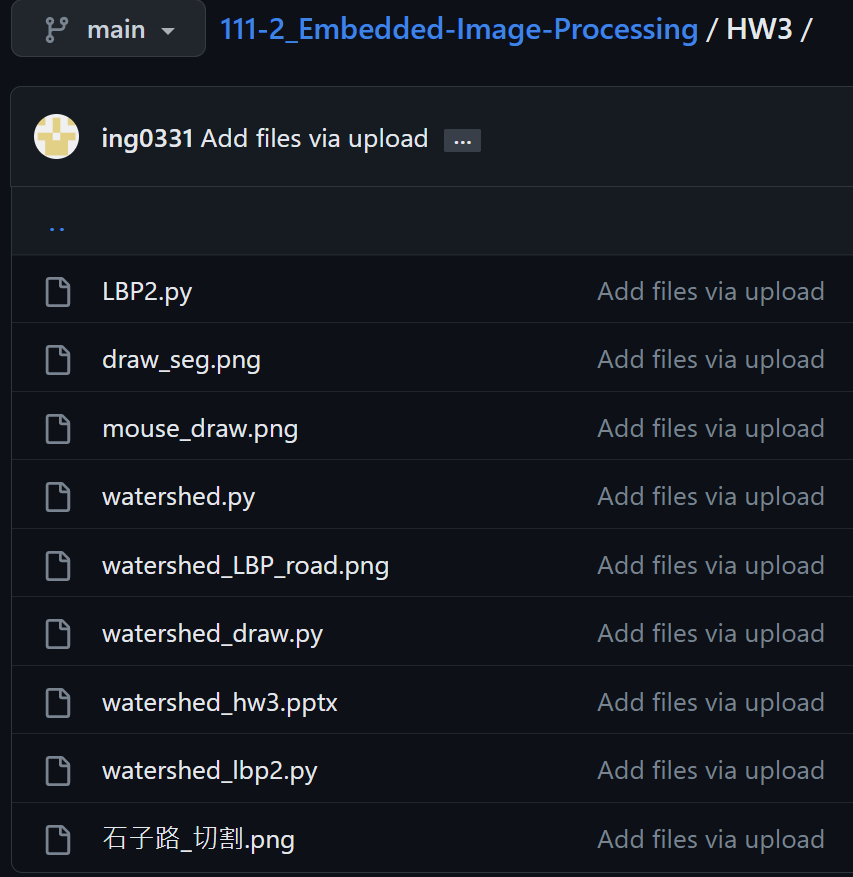 main 111-2_Embedded-Image-Processing / HW3 /
ing0331 Add files via upload ...
..
LBP2.py Add files via upload
draw_seg.png Add files via upload
mouse_draw.png Add files via upload
watershed.py Add files via upload
watershed_LBP_road.png Add files via upload
watershed_draw.py Add files via upload
watershed_hw3.pptx Add files via upload
watershed_lbp2.py Add files via upload
石子路_切割.png Add files via upload